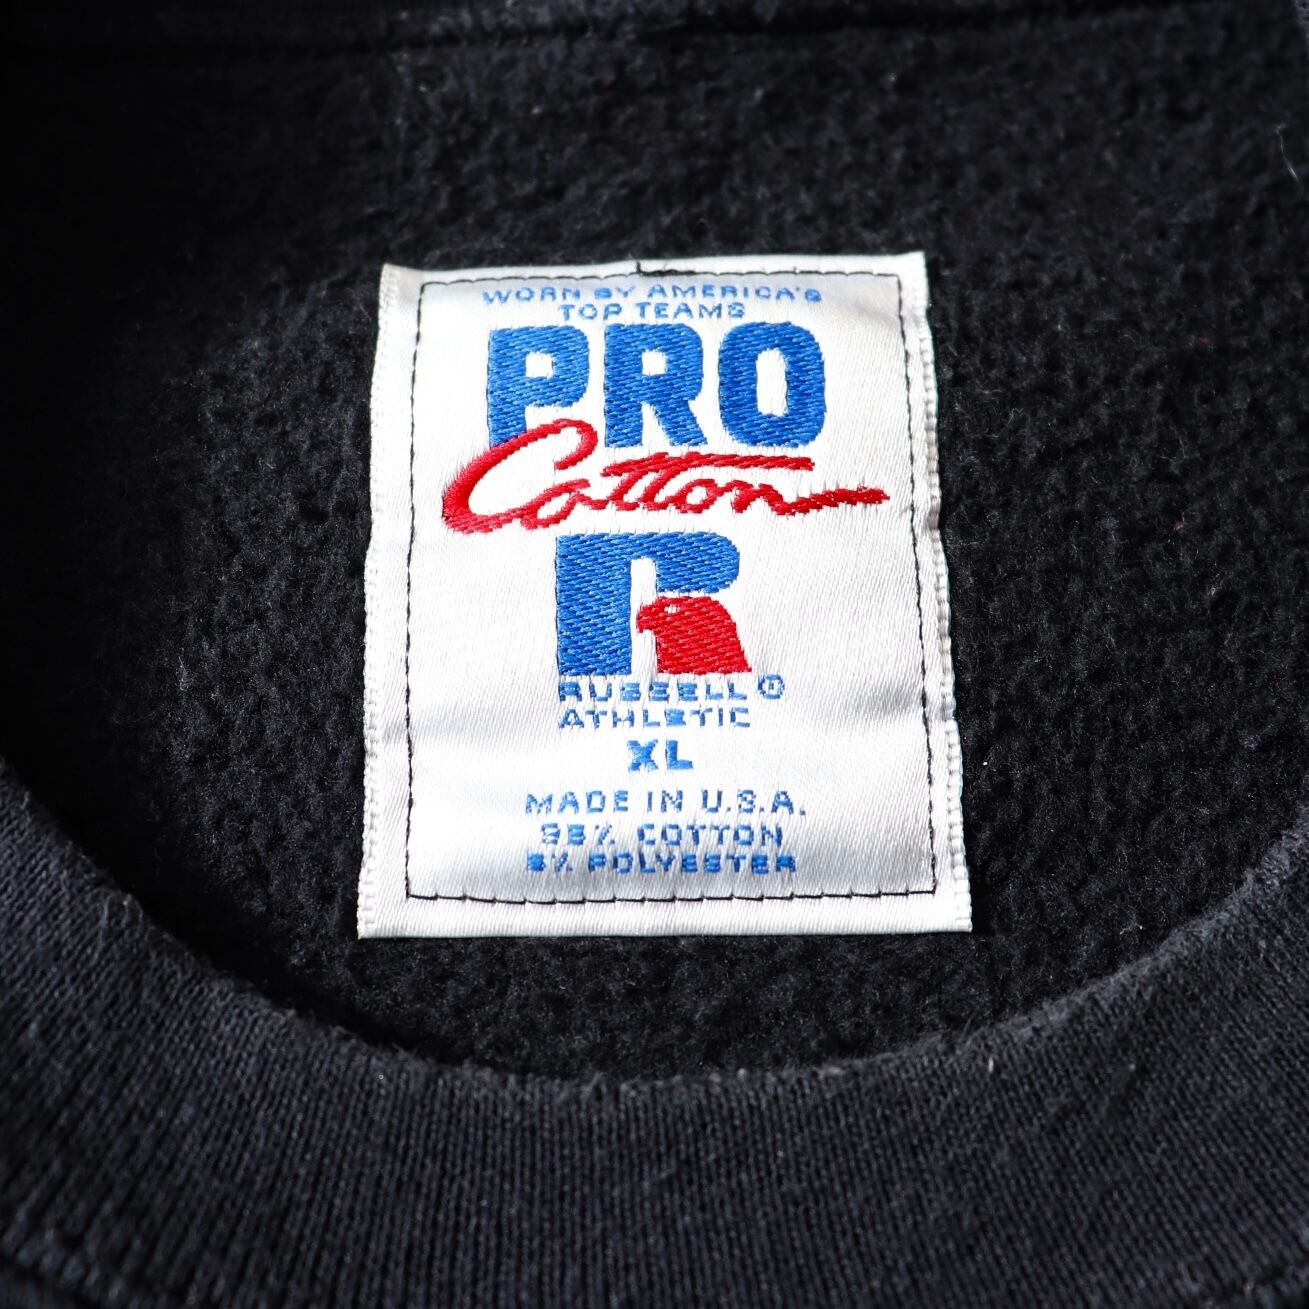 WORN BY AMERICA'S
TOP TEAMS
PRO
Cotton
R
RUSSELL®
ATHLETIC
XL
MADE IN U.S.A.
95% COTTON
5% POLYESTER